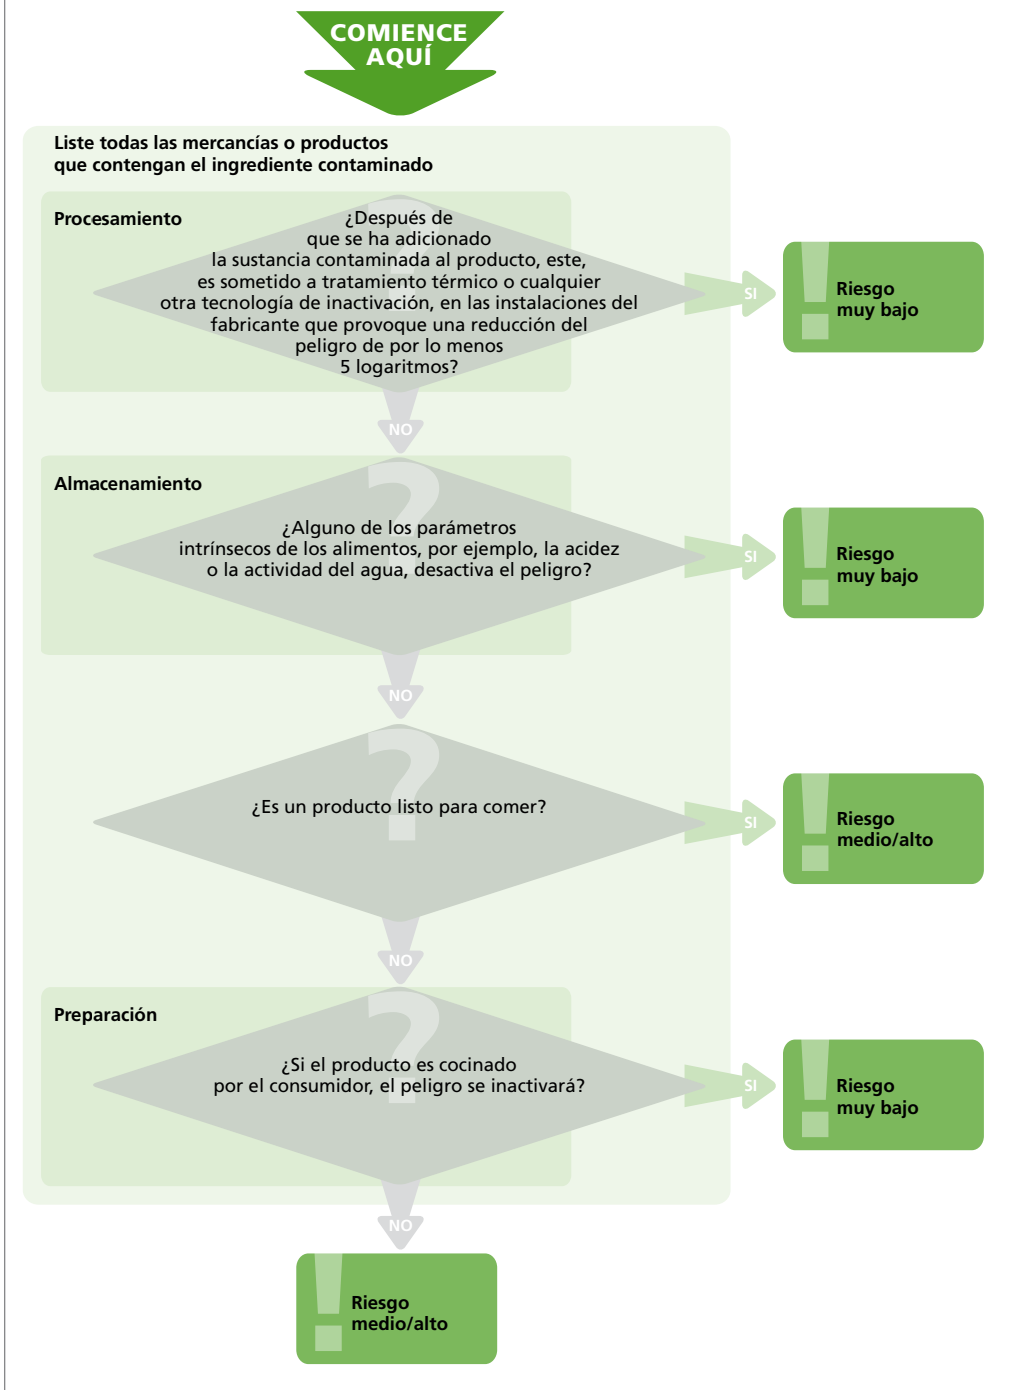 COMIENCE
AQUÍ
Liste todas las mercancías o productos
que contengan el ingrediente contaminado
Procesamiento
¿Después de
que se ha adicionado
la sustancia contaminada al producto, este,
es sometido a tratamiento térmico o cualquier
otra tecnología de inactivación, en las instalaciones del
fabricante que provoque una reducción del
peligro de por lo menos
5 logaritmos?
?
SI
!
Riesgo
muy bajo
NO
Almacenamiento
¿Alguno de los parámetros
intrínsecos de los alimentos, por ejemplo, la acidez
o la actividad del agua, desactiva el peligro?
?
SI
!
Riesgo
muy bajo
NO
¿Es un producto listo para comer?
?
SI
!
Riesgo
medio/alto
NO
Preparación
¿Si el producto es cocinado
por el consumidor, el peligro se inactivará?
?
SI
!
Riesgo
muy bajo
NO
!
Riesgo
medio/alto